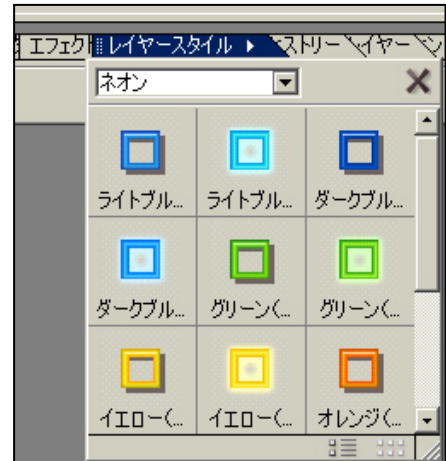 エフェク レイヤースタイル ストリー イヤー
ネオン
ライトブル... ライトブル... ダークブル...
ダークブル... グリーン(... グリーン(...
イエロー(... イエロー(... オレンジ(...